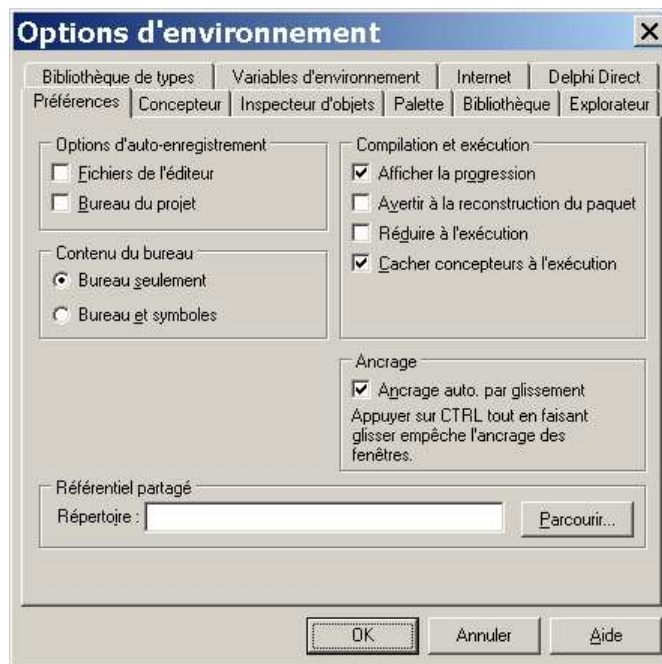 Options d'environnement
Bibliothèque de types Variables d'environnement Internet Delphi Direct
Préférences Concepteur Inspecteur d'objets Palette Bibliothèque Explorateur
Options d'auto-enregistrement
Fichiers de l'éditeur
Bureau du projet
Contenu du bureau
Bureau seulement
Bureau et symboles
Compilation et exécution
Afficher la progression
Avertir à la reconstruction du paquet
Réduire à l'exécution
Cacher concepteurs à l'exécution
Ancrage
Ancrage auto. par glissement
Appuyer sur CTRL tout en faisant
glisser empêche l'ancrage des
fenêtres.
Référentiel partagé
Répertoire : Parcourir...
OK Annuler Aide